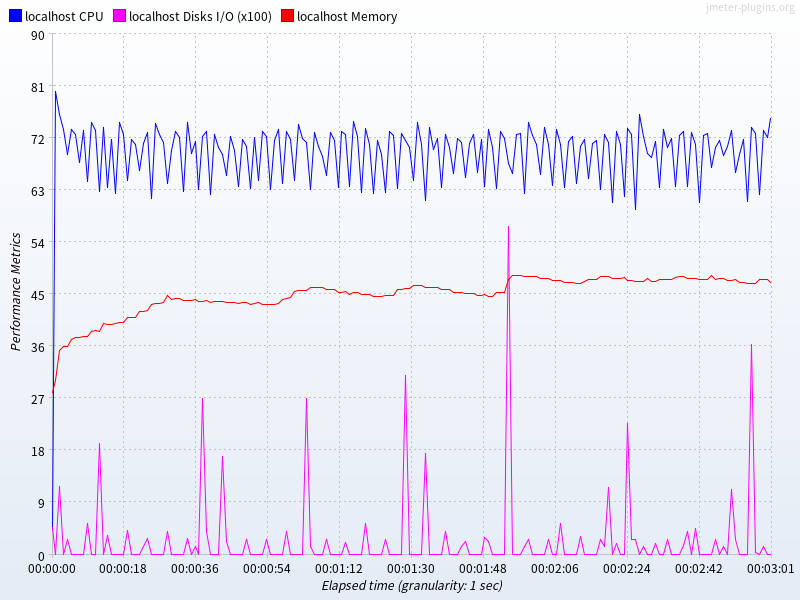 jmeter-plugins.org
localhost CPU localhost Disks I/O (x100) localhost Memory
90
81
72
63
54
45
36
27
18
9
0
Performance Metrics
00:00:00 00:00:18 00:00:36 00:00:54 00:01:12 00:01:30 00:01:48 00:02:06 00:02:24 00:02:42 00:03:01
Elapsed time (granularity: 1 sec)